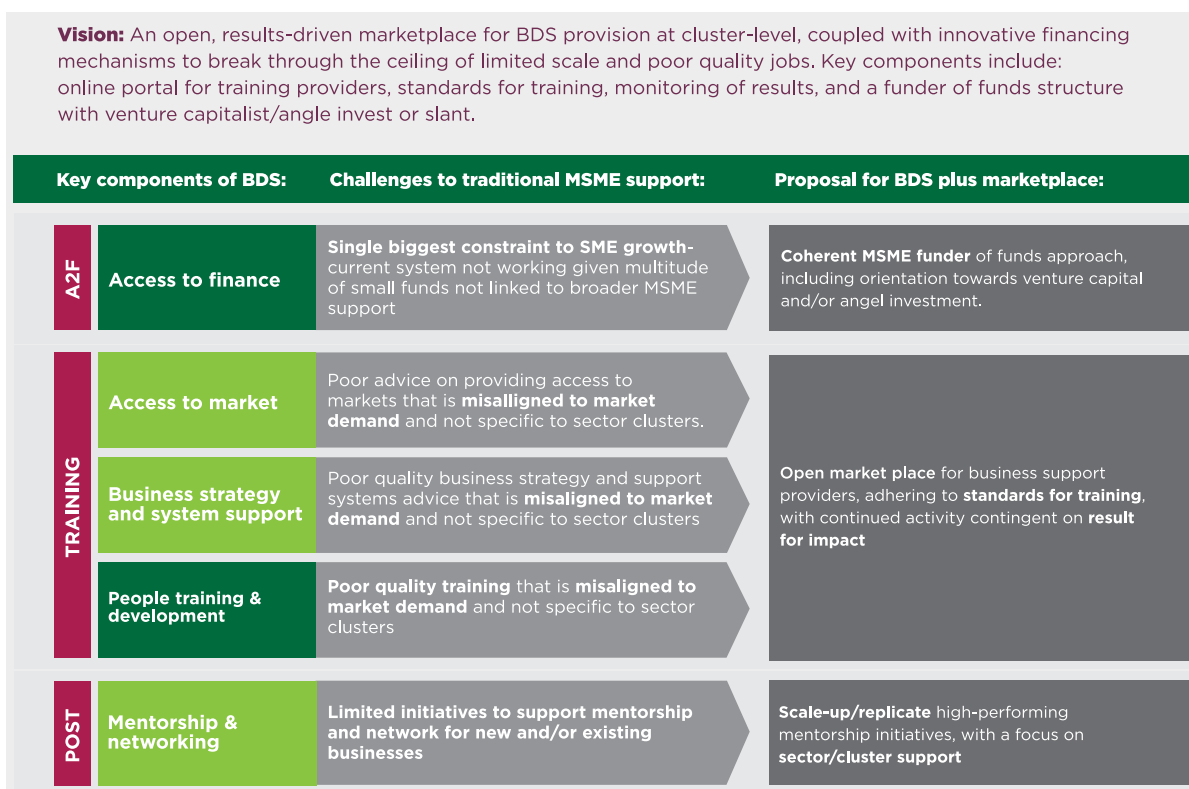 Vision: An open, results-driven marketplace for BDS provision at cluster-level, coupled with innovative financing
mechanisms to break through the ceiling of limited scale and poor quality jobs. Key components include:
online portal for training providers, standards for training, monitoring of results, and a funder of funds structure
with venture capitalist/angle invest or slant.
Key components of BDS:
Challenges to traditional MSME support:
Proposal for BDS plus marketplace:
A2F
Access to finance
Single biggest constraint to SME growth-
current system not working given multitude
of small funds not linked to broader MSME
support
Coherent MSME funder of funds approach,
including orientation towards venture capital
and/or angel investment.
TRAINING
Access to market
Poor advice on providing access to
markets that is misalligned to market
demand and not specific to sector clusters.
Business strategy
and system support
Poor quality business strategy and support
systems advice that is misaligned to market
demand and not specific to sector clusters
People training &
development
Poor quality training that is misaligned to
market demand and not specific to sector
clusters
Open market place for business support
providers, adhering to standards for training,
with continued activity contingent on result
for impact
POST
Mentorship &
networking
Limited initiatives to support mentorship
and network for new and/or existing
businesses
Scale-up/replicate high-performing
mentorship initiatives, with a focus on
sector/cluster support